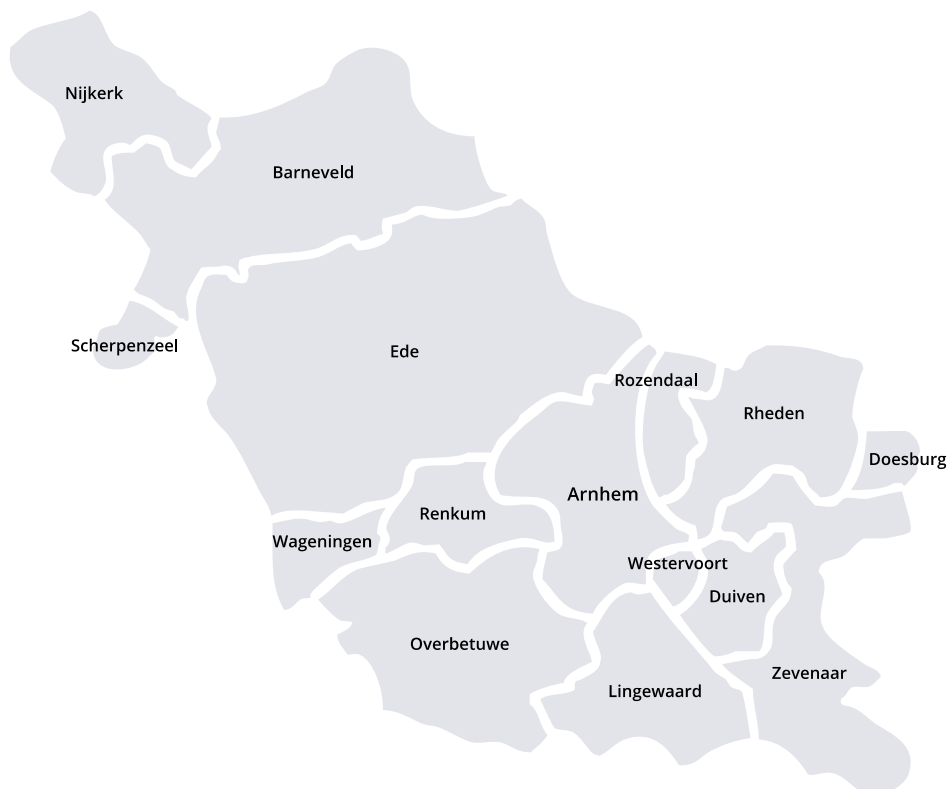 Nijkerk
Barneveld
Scherpenzeel
Ede
Rozendaal
Rheden
Doesburg
Arnhem
Renkum
Wageningen
Westervoort
Duiven
Overbetuwe
Zevenaar
Lingewaard